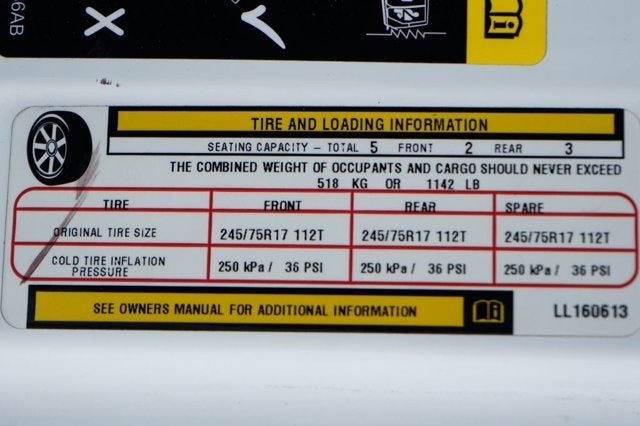 6AB
X
TIRE AND LOADING INFORMATION
SEATING CAPACITY - TOTAL 5 FRONT 2 REAR 3
THE COMBINED WEIGHT OF OCCUPANTS AND CARGO SHOULD NEVER EXCEED
518 KG OR 1142 LB
TIRE FRONT REAR SPARE
ORIGINAL TIRE SIZE 245/75R17 112T 245/75R17 112T 245/75R17 112T
COLD TIRE INFLATION
PRESSURE 250 kPa / 36 PSI 250 kPa / 36 PSI 250 kPa / 36 PSI
SEE OWNERS MANUAL FOR ADDITIONAL INFORMATION
LL160613